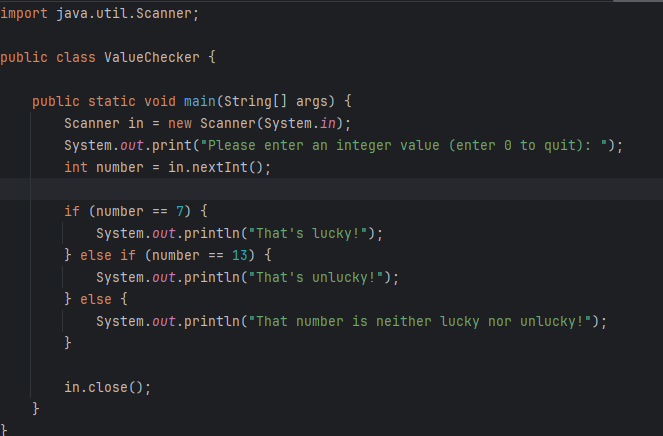 import java.util.Scanner;
public class ValueChecker {
public static void main(String[] args) {
Scanner in = new Scanner(System.in);
System.out.print("Please enter an integer value (enter 0 to quit): ");
int number = in.nextInt();
if (number == 7) {
System.out.println("That's lucky!");
} else if (number == 13) {
System.out.println("That's unlucky!");
} else {
System.out.println("That number is neither lucky nor unlucky!");
}
in.close();
}
}